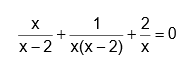 x/(x−2) + 1/(x(x−2)) + 2/x = 0